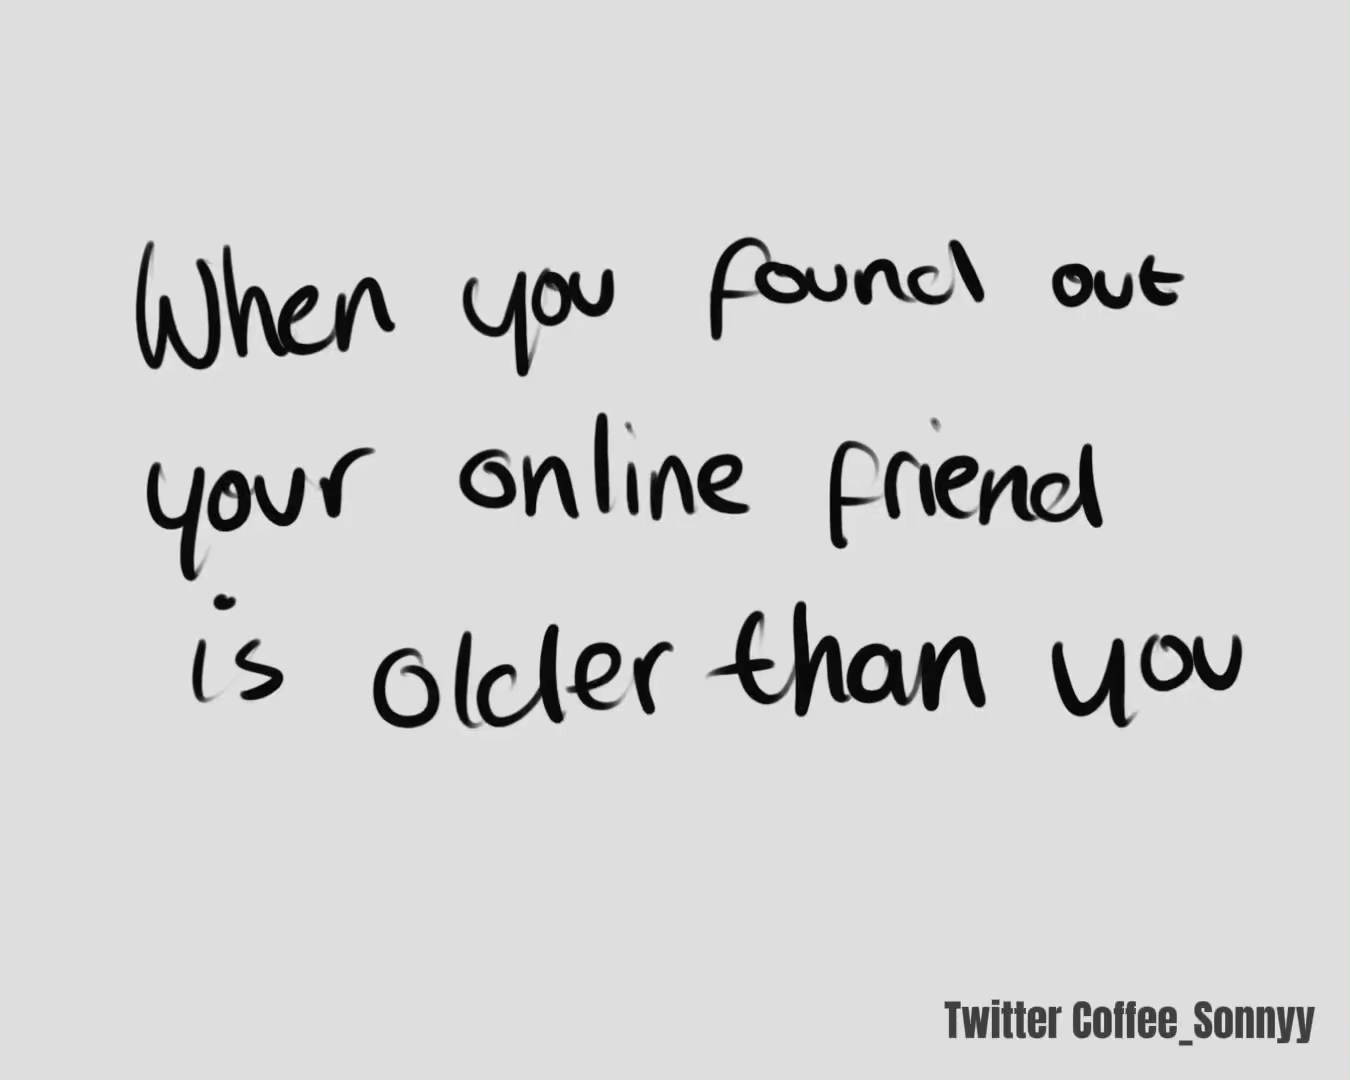 When you found out
your online friend
is older than you
Twitter Coffee_Sonnyy